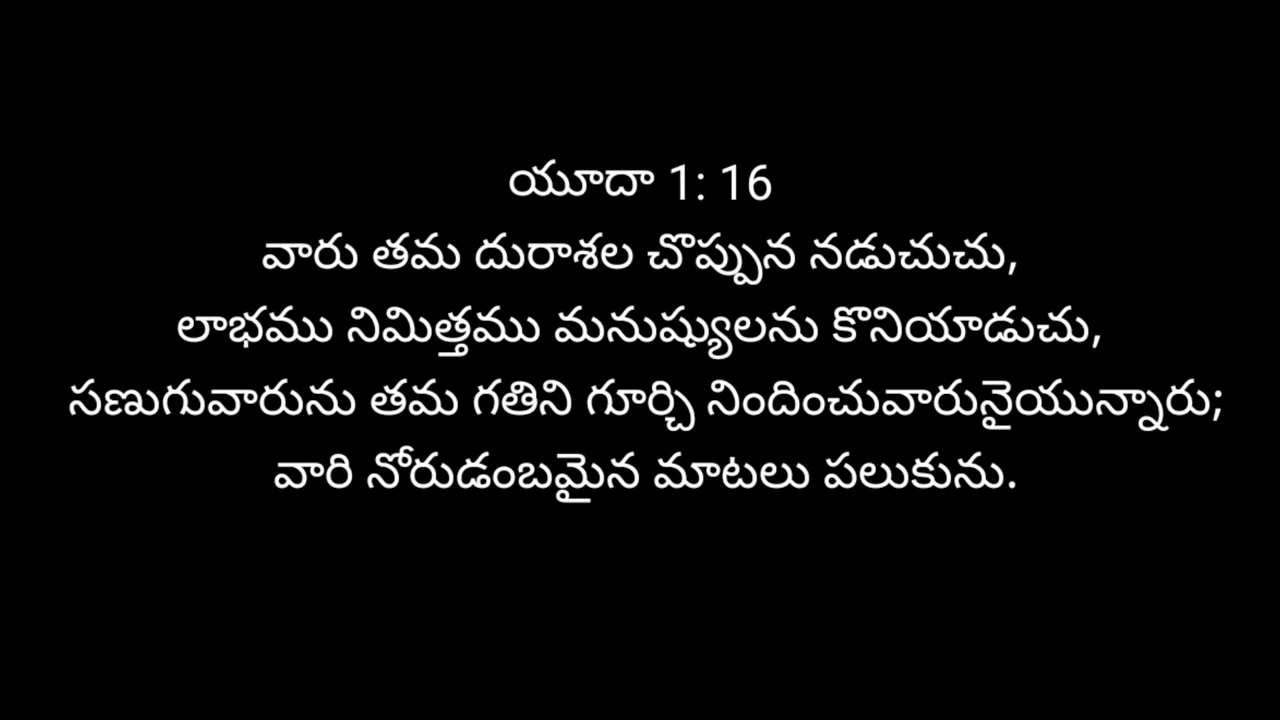 యూదా 1: 16
వారు తమ దురాశల చొప్పున నడుచుచు,
లాభము నిమిత్తము మనుష్యులను కొనియాడుచు,
సణుగువారును తమ గతిని గూర్చి నిందించువారునైయున్నారు;
వారి నోరుడంబమైన మాటలు పలుకును.